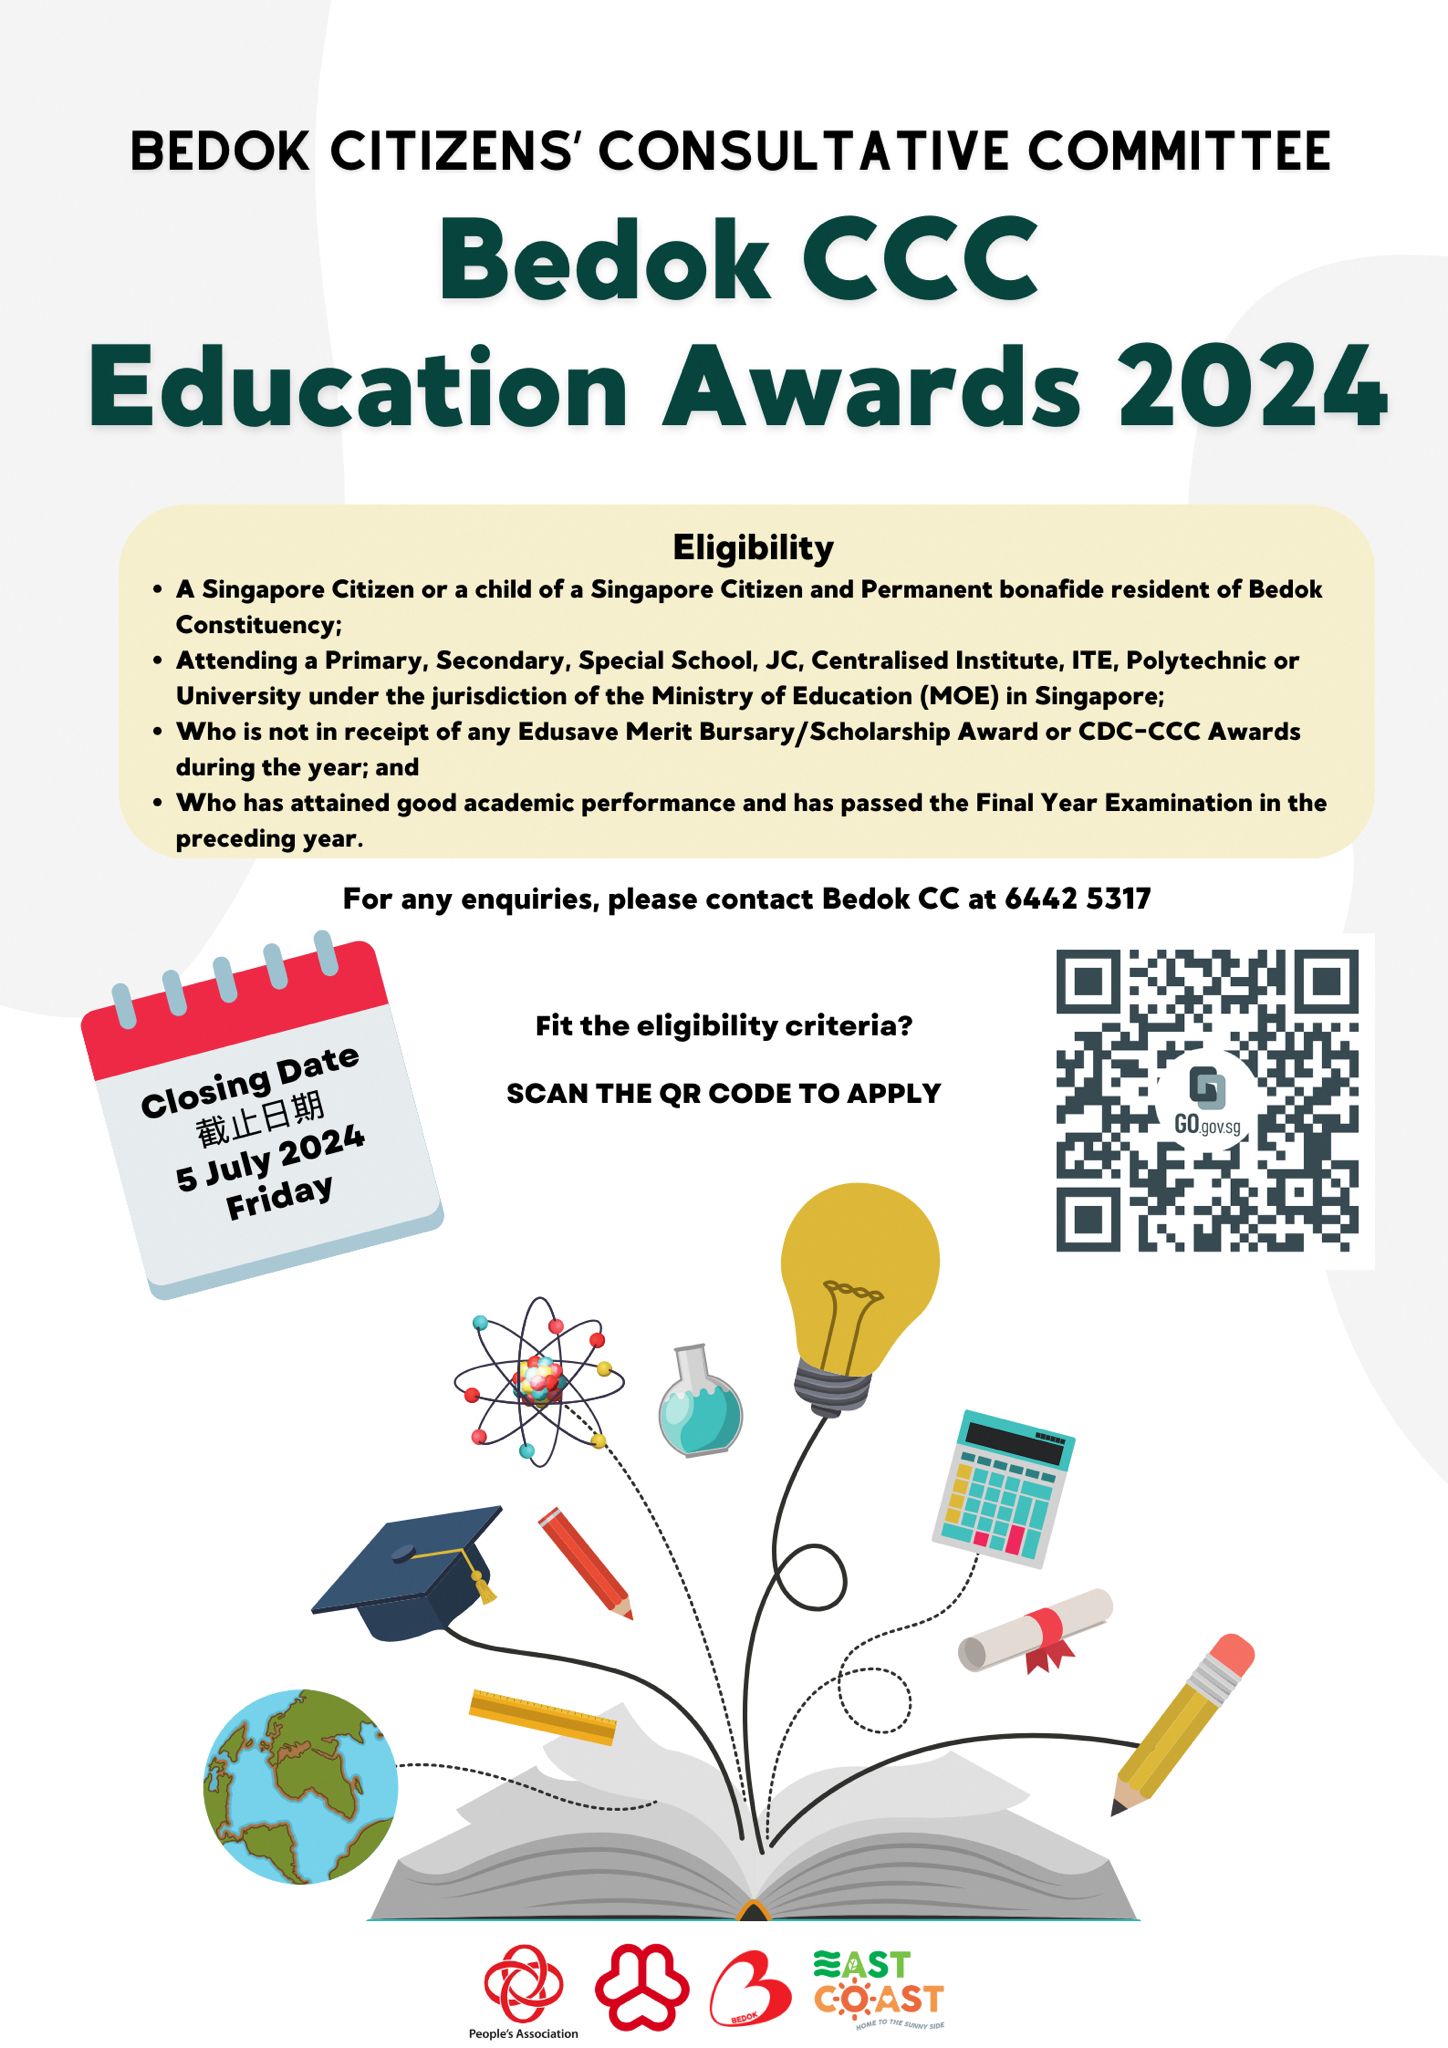 BEDOK CITIZENS' CONSULTATIVE COMMITTEE
Bedok CCC
Education Awards 2024
Eligibility
• A Singapore Citizen or a child of a Singapore Citizen and Permanent bonafide resident of Bedok
Constituency;
• Attending a Primary, Secondary, Special School, JC, Centralised Institute, ITE, Polytechnic or
University under the jurisdiction of the Ministry of Education (MOE) in Singapore;
• Who is not in receipt of any Edusave Merit Bursary/Scholarship Award or CDC-CCC Awards
during the year; and
• Who has attained good academic performance and has passed the Final Year Examination in the
preceding year.
For any enquiries, please contact Bedok CC at 6442 5317
Closing Date
截止日期
5 July 2024
Friday
Fit the eligibility criteria?
SCAN THE QR CODE TO APPLY
GO.gov.sg
People's Association
BEDOK
EAST
COAST
HOME TO THE SUNNY SIDE